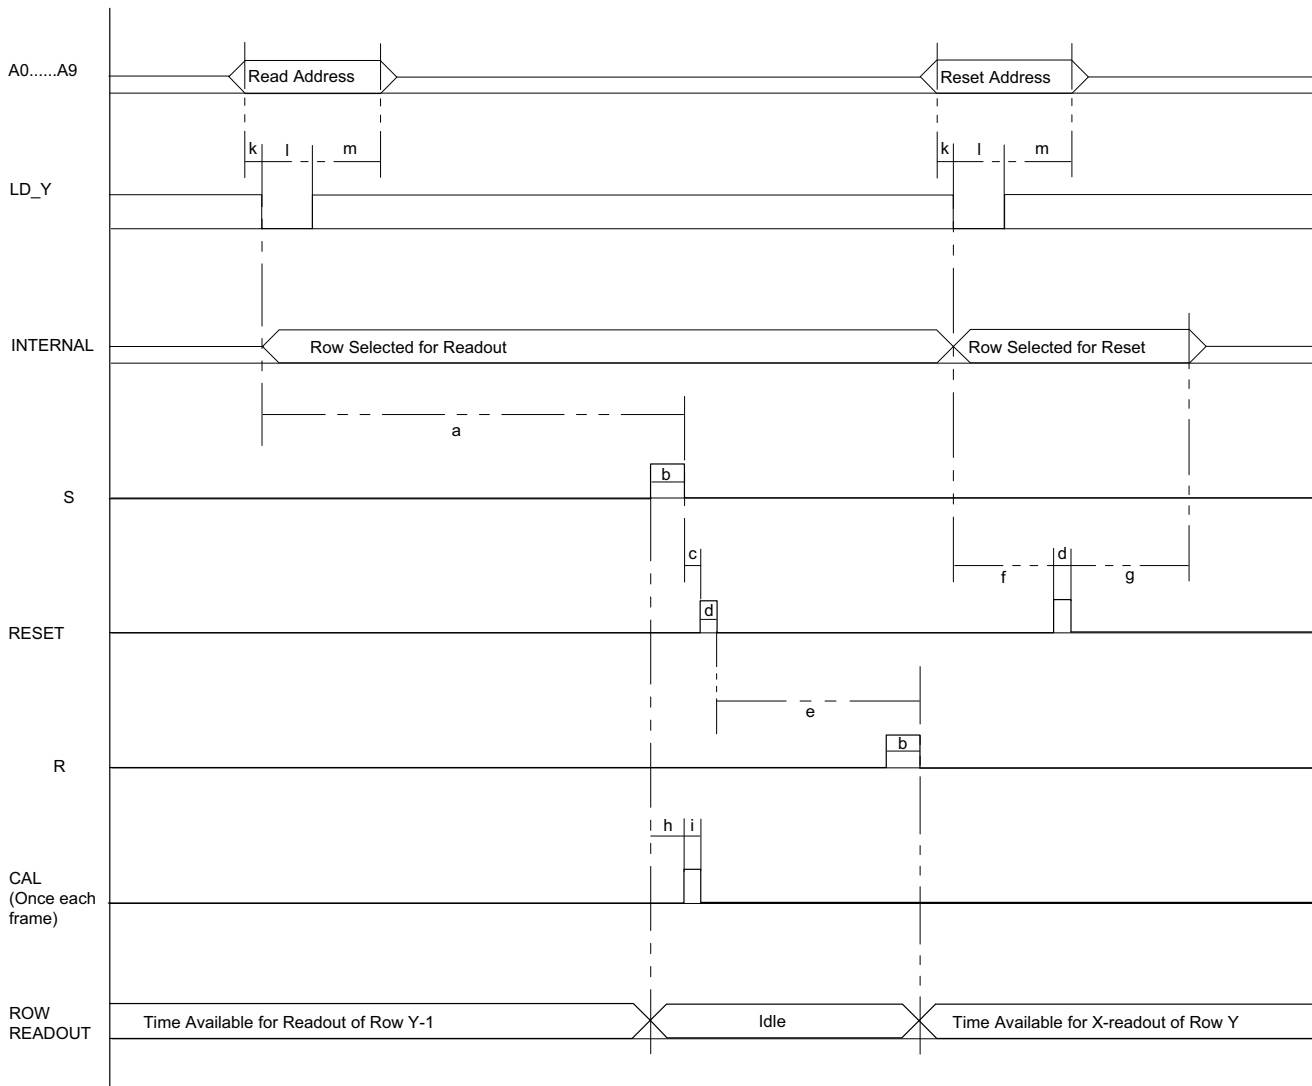 A0......A9
Read Address
Reset Address
k
l
m
k
l
m
LD_Y
INTERNAL
Row Selected for Readout
Row Selected for Reset
a
S
b
c
f
d
g
RESET
d
e
R
b
h
i
CAL
(Once each
frame)
ROW
READOUT
Time Available for Readout of Row Y-1
Idle
Time Available for X-readout of Row Y